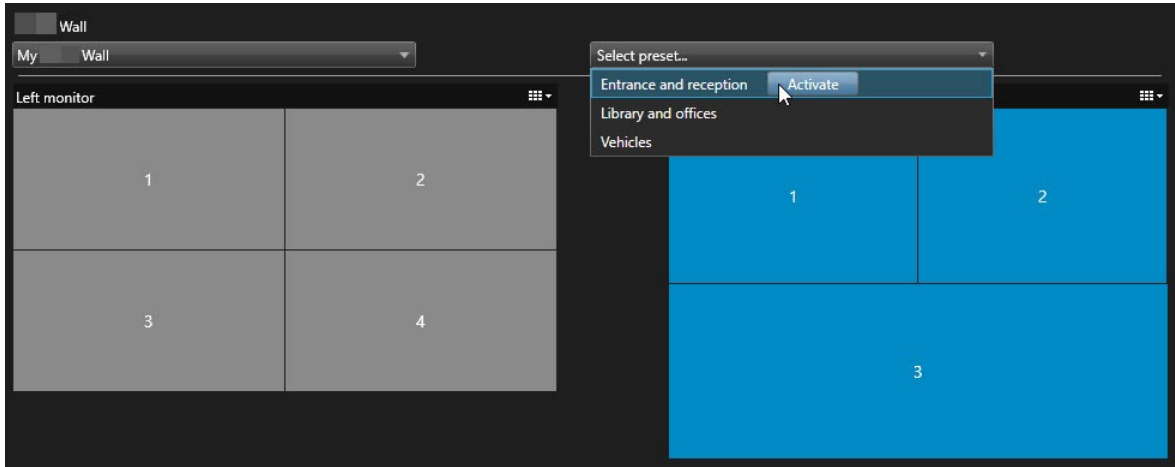 Wall
My Wall
Select preset...
Entrance and reception Activate
Library and offices
Vehicles
Left monitor
1 2
3 4
1 2
3